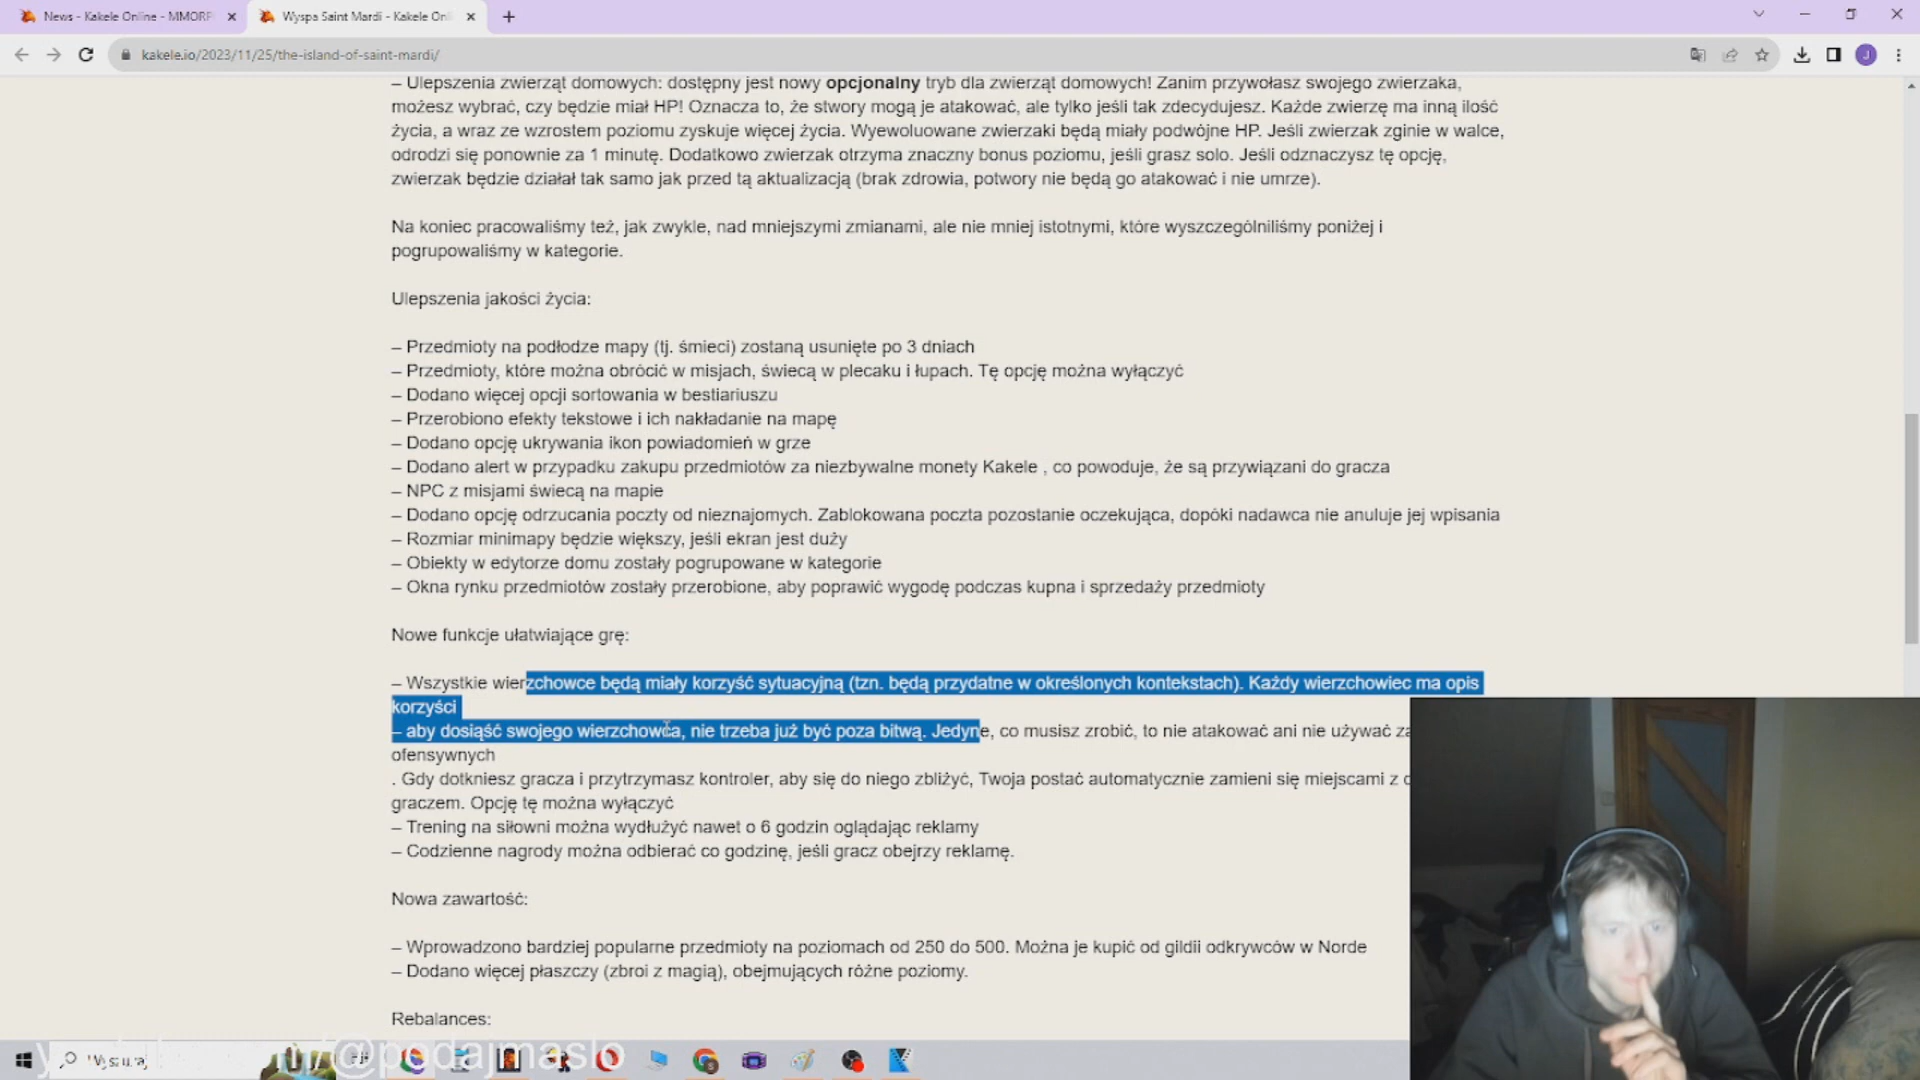 News - Kakele Online - MMORP
Wyspa Saint Mardi - Kakele Onl
kakele.io/2023/11/25/the-island-of-saint-mardi/
J
– Ulepszenia zwierząt domowych: dostępny jest nowy opcjonalny tryb dla zwierząt domowych! Zanim przywołasz swojego zwierzaka,
możesz wybrać, czy będzie miał HP! Oznacza to, że stwory mogą je atakować, ale tylko jeśli tak zdecydujesz. Każde zwierzę ma inną ilość
życia, a wraz ze wzrostem poziomu zyskuje więcej życia. Wyewoluowane zwierzaki będą miały podwójne HP. Jeśli zwierzak zginie w walce,
odrodzi się ponownie za 1 minutę. Dodatkowo zwierzak otrzyma znaczny bonus poziomu, jeśli grasz solo. Jeśli odznaczysz tę opcję,
zwierzak będzie działał tak samo jak przed tą aktualizacją (brak zdrowia, potwory nie będą go atakować i nie umrze).
Na koniec pracowaliśmy też, jak zwykle, nad mniejszymi zmianami, ale nie mniej istotnymi, które wyszczególniliśmy poniżej i
pogrupowaliśmy w kategorie.
Ulepszenia jakości życia:
– Przedmioty na podłodze mapy (tj. śmieci) zostaną usunięte po 3 dniach
– Przedmioty, które można obrócić w misjach, świecą w plecaku i łupach. Tę opcję można wyłączyć
– Dodano więcej opcji sortowania w bestiariuszu
– Przerobiono efekty tekstowe i ich nakładanie na mapę
– Dodano opcję ukrywania ikon powiadomień w grze
– Dodano alert w przypadku zakupu przedmiotów za niezbywalne monety Kakele , co powoduje, że są przywiązani do gracza
– NPC z misjami świecą na mapie
– Dodano opcję odrzucania poczty od nieznajomych. Zablokowana poczta pozostanie oczekująca, dopóki nadawca nie anuluje jej wpisania
– Rozmiar minimapy będzie większy, jeśli ekran jest duży
– Obiekty w edytorze domu zostały pogrupowane w kategorie
– Okna rynku przedmiotów zostały przerobione, aby poprawić wygodę podczas kupna i sprzedaży przedmioty
Nowe funkcje ułatwiające grę:
– Wszystkie wierzchowce będą miały korzyść sytuacyjną (tzn. będą przydatne w określonych kontekstach). Każdy wierzchowiec ma opis
korzyści
– aby dosiąść swojego wierzchowca, nie trzeba już być poza bitwą. Jedyne, co musisz zrobić, to nie atakować ani nie używać za
ofensywnych
. Gdy dotkniesz gracza i przytrzymasz kontroler, aby się do niego zbliżyć, Twoja postać automatycznie zamieni się miejscami z
graczem. Opcję tę można wyłączyć
– Trening na siłowni można wydłużyć nawet o 6 godzin oglądając reklamy
– Codzienne nagrody można odbierać co godzinę, jeśli gracz obejrzy reklamę.
Nowa zawartość:
– Wprowadzono bardziej popularne przedmioty na poziomach od 250 do 500. Można je kupić od gildii odkrywców w Norde
– Dodano więcej płaszczy (zbroi z magią), obejmujących różne poziomy.
Rebalances:
@podajmaslo